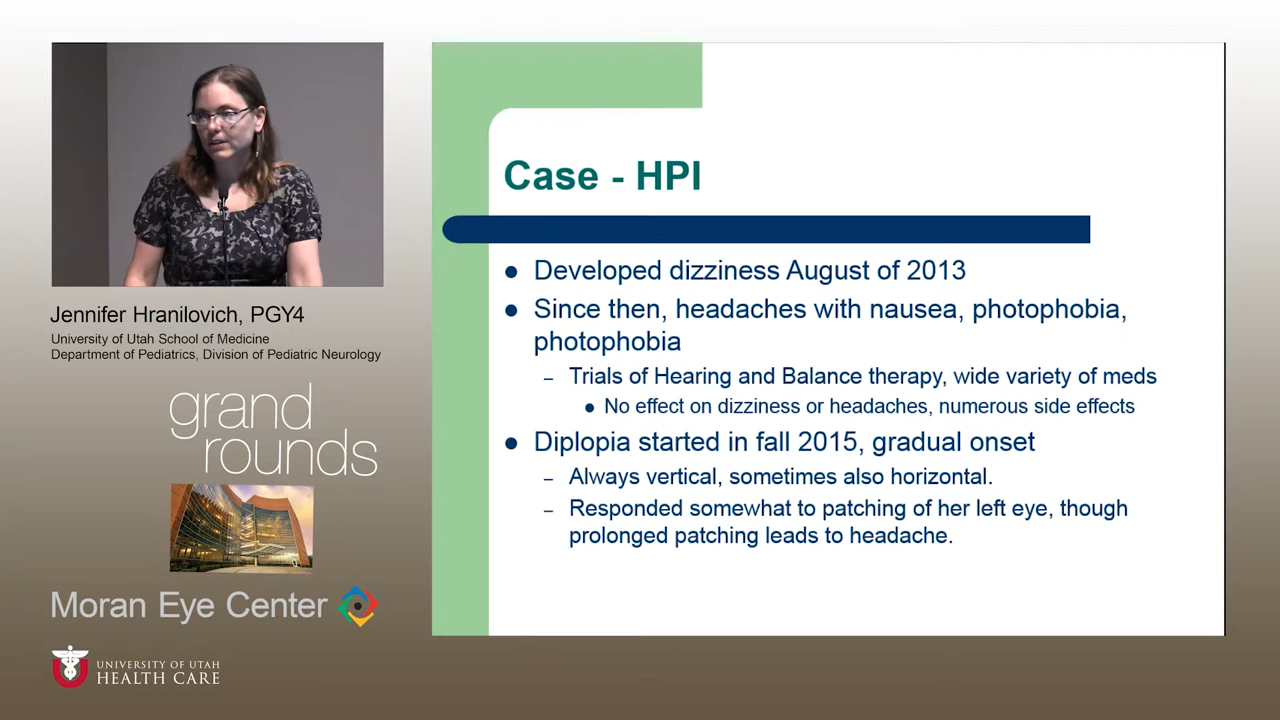 Jennifer Hranilovich, PGY4
University of Utah School of Medicine
Department of Pediatrics, Division of Pediatric Neurology
grand
rounds
Moran Eye Center
U
UNIVERSITY OF UTAH
HEALTH CARE
Case - HPI
● Developed dizziness August of 2013
● Since then, headaches with nausea, photophobia,
photophobia
– Trials of Hearing and Balance therapy, wide variety of meds
● No effect on dizziness or headaches, numerous side effects
● Diplopia started in fall 2015, gradual onset
– Always vertical, sometimes also horizontal.
– Responded somewhat to patching of her left eye, though
prolonged patching leads to headache.